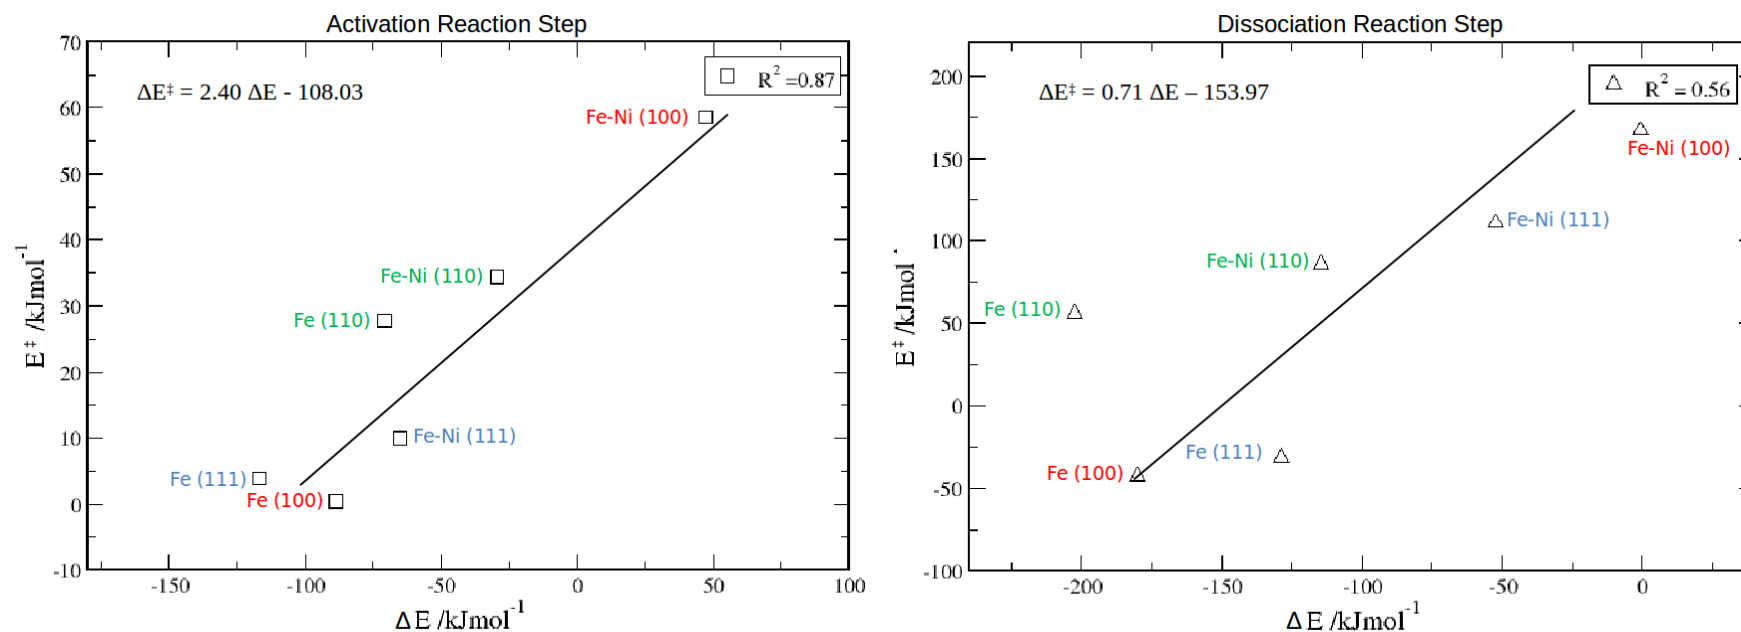 Activation Reaction Step
ΔE‡ = 2.40 ΔE - 108.03
R2 =0.87
Fe-Ni (100)
Fe-Ni (110)
Fe (110)
Fe-Ni (111)
Fe (111)
Fe (100)
70
60
50
40
30
20
10
0
-10
E‡ /kJmol-1
-150
-100
-50
0
50
100
Δ E /kJmol-1
Dissociation Reaction Step
ΔE‡ = 0.71 ΔE – 153.97
R2 = 0.56
Fe-Ni (100)
Fe-Ni (111)
Fe-Ni (110)
Fe (110)
Fe (111)
Fe (100)
200
150
100
50
0
-50
-100
E‡ /kJmol
-200
-150
-100
-50
0
Δ E /kJmol-1